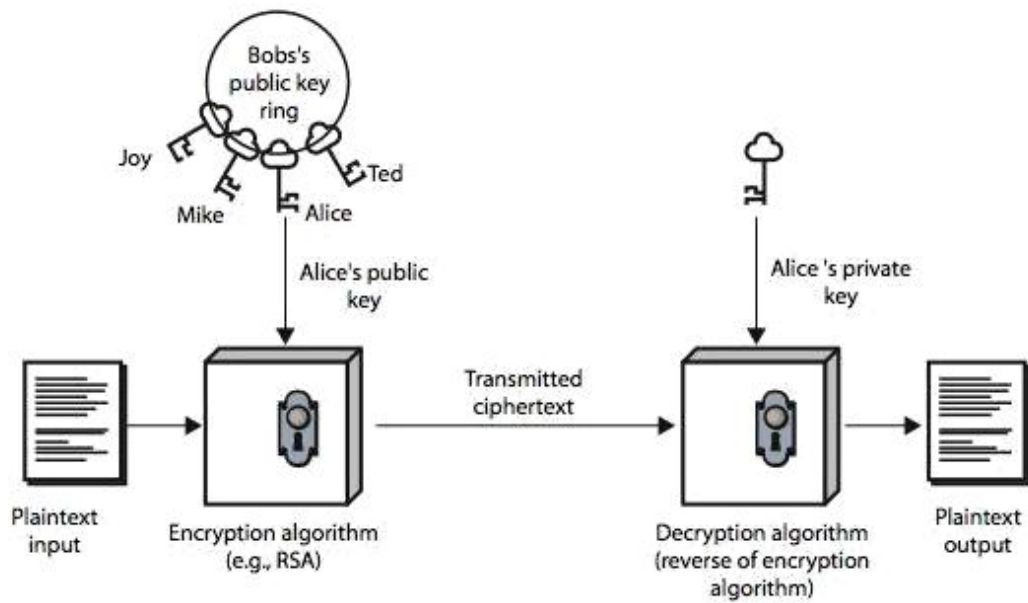 Bobs's
public key
ring
Joy
Mike
Alice
Ted
Alice's public
key
Alice 's private
key
Transmitted
ciphertext
Plaintext
input
Encryption algorithm
(e.g., RSA)
Decryption algorithm
(reverse of encryption
algorithm)
Plaintext
output